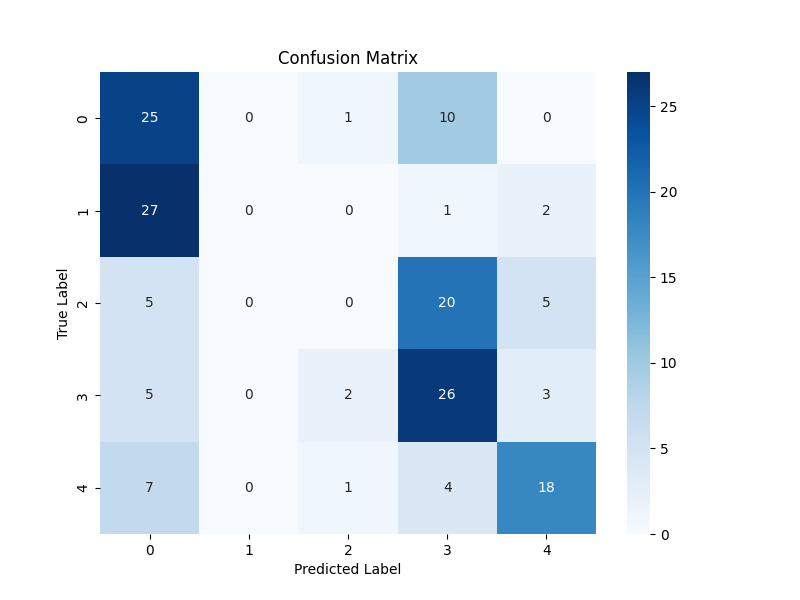 Confusion Matrix
True Label
0 25 0 1 10 0
1 27 0 0 1 2
2 5 0 0 20 5
3 5 0 2 26 3
4 7 0 1 4 18
0 1 2 3 4
Predicted Label
25
20
15
10
5
0